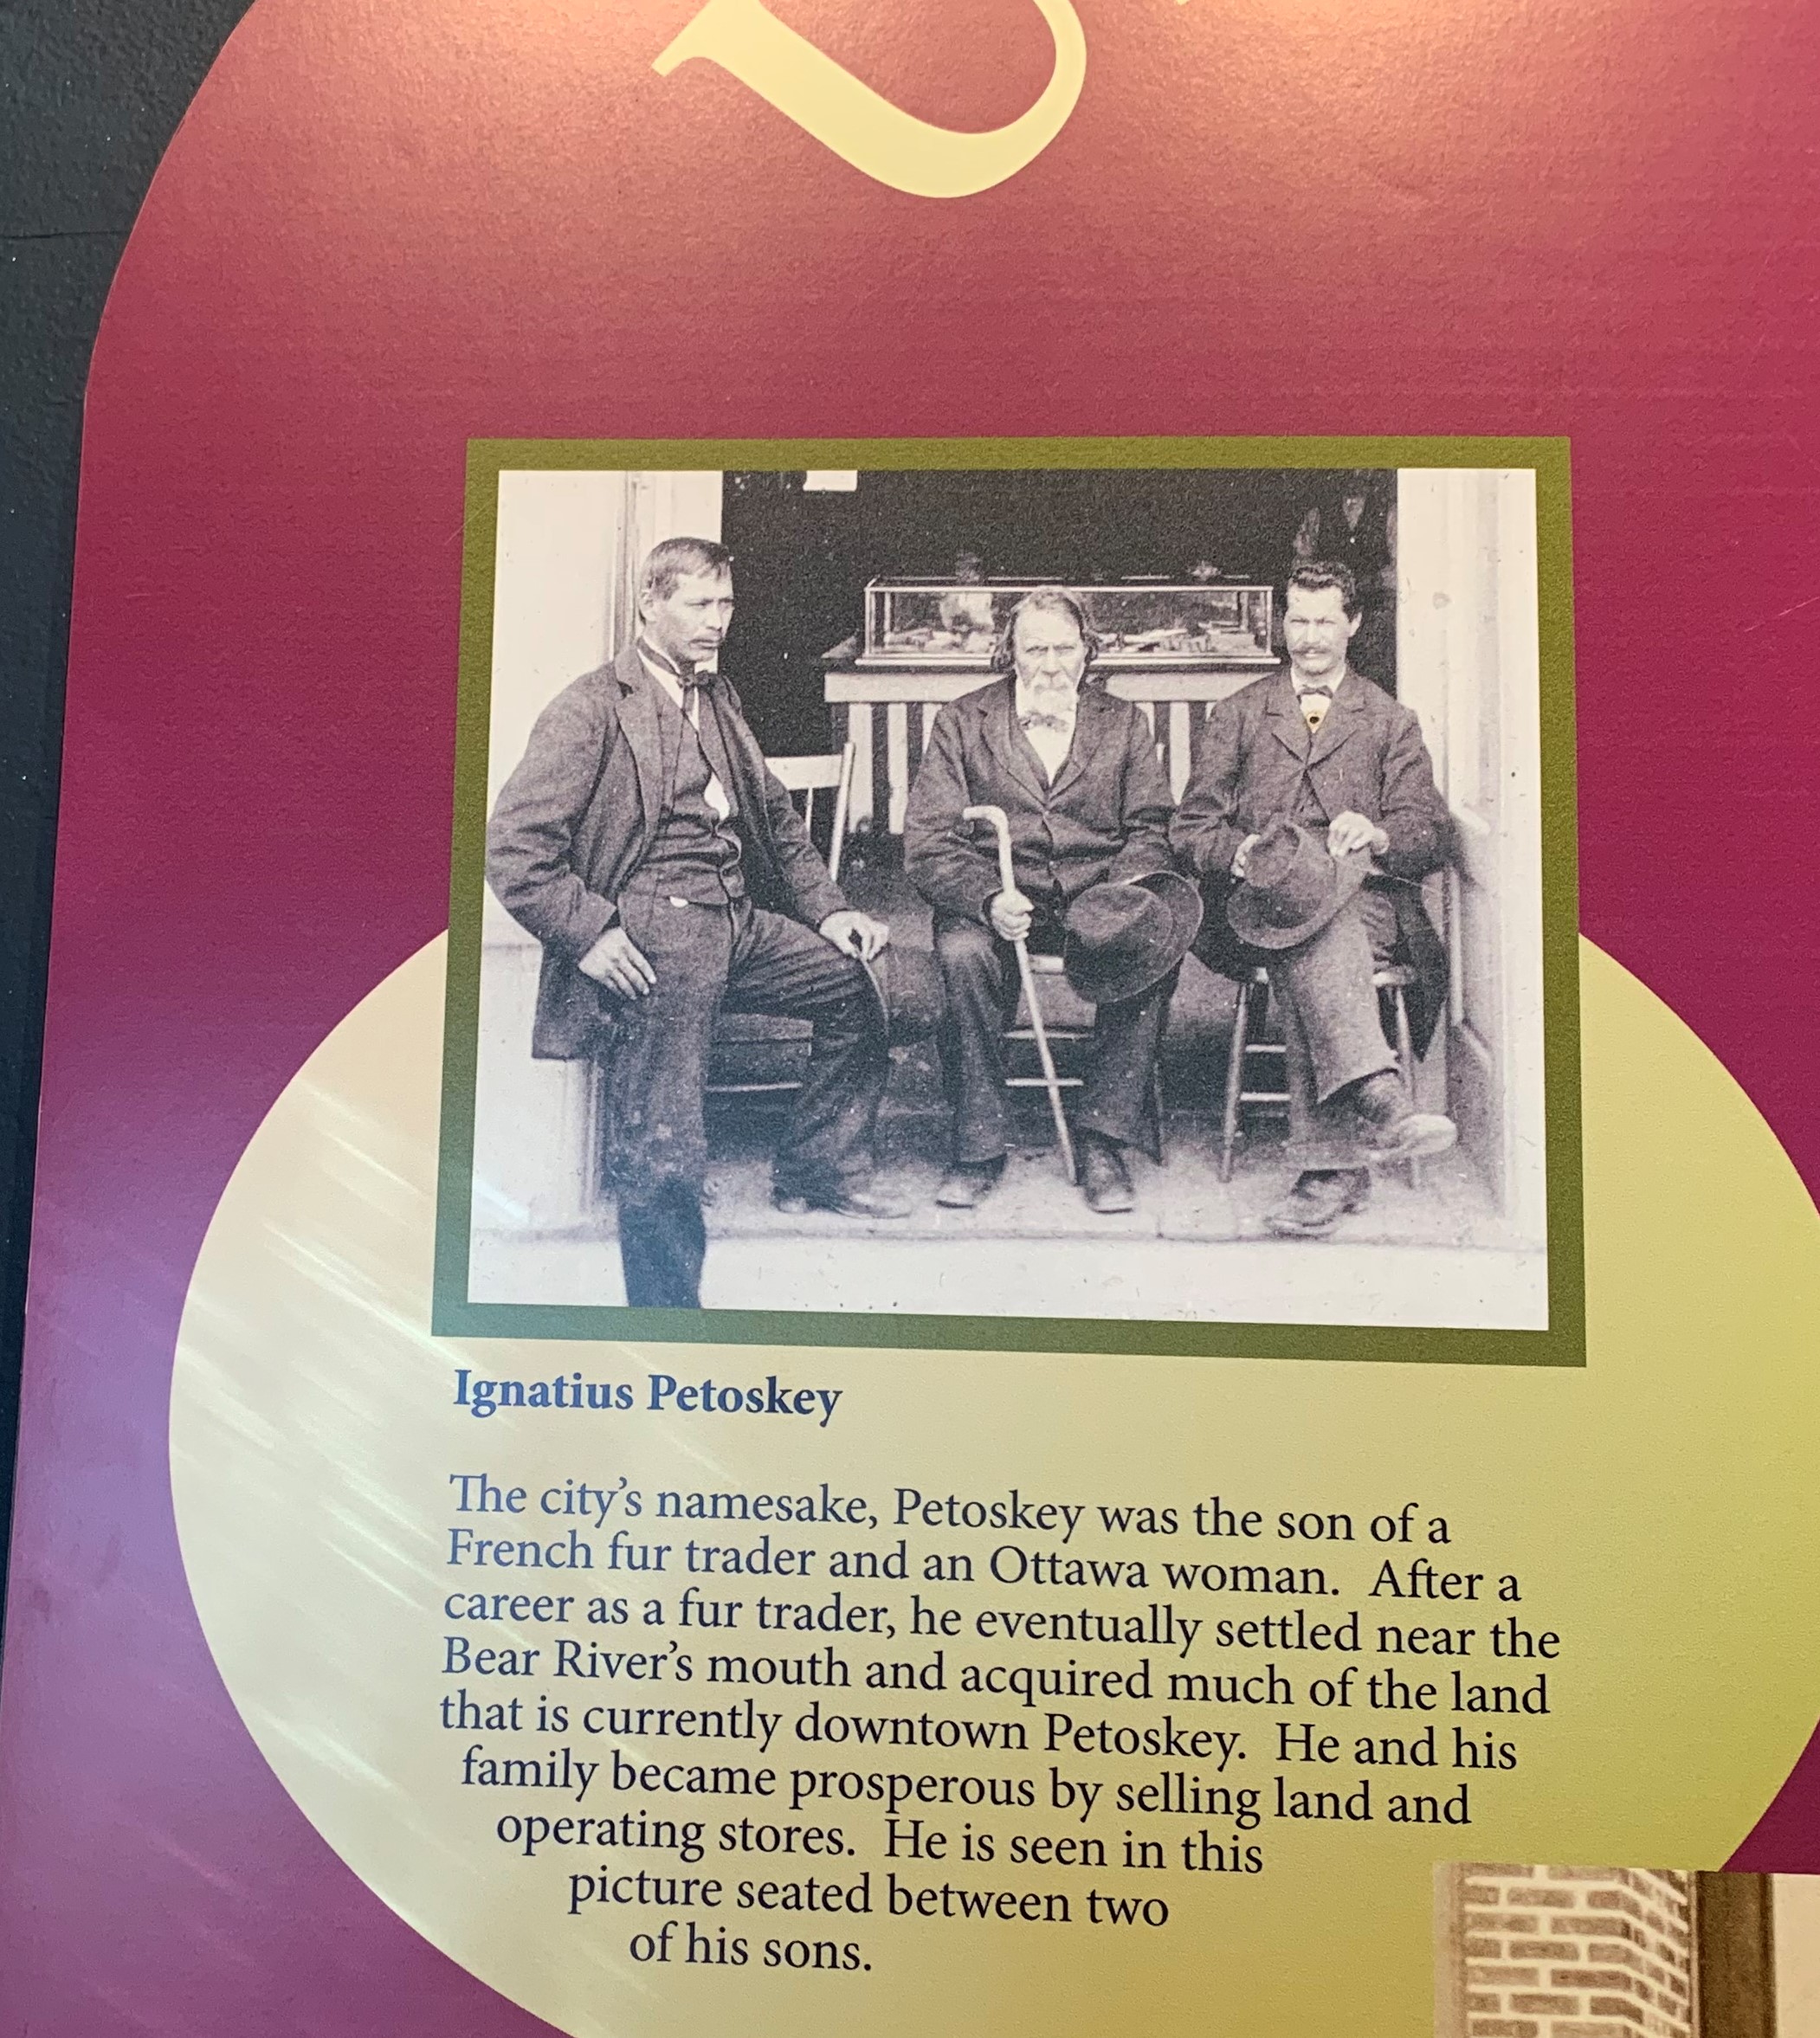 Ignatius Petoskey
The city’s namesake, Petoskey was the son of a
French fur trader and an Ottawa woman.  After a
career as a fur trader, he eventually settled near the
Bear River’s mouth and acquired much of the land
that is currently downtown Petoskey.  He and his
family became prosperous by selling land and
operating stores.  He is seen in this
picture seated between two
of his sons.